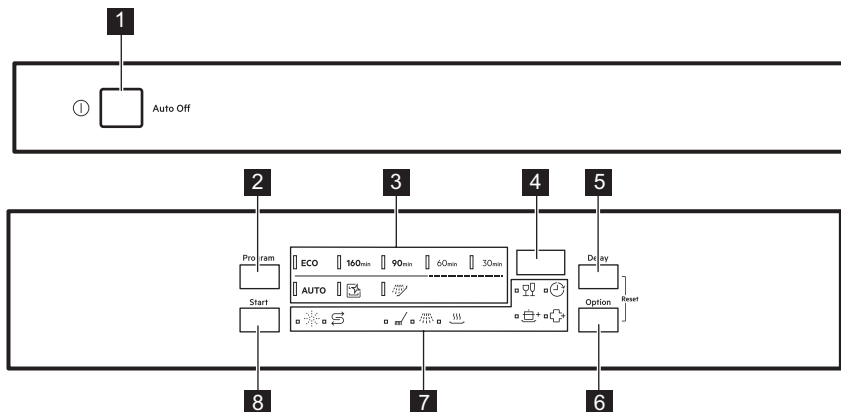 1
Auto Off
2 3 4 5
Program Delay
ECO 160min 90min 60min 30min
AUTO
Start Option Reset
8 7 6